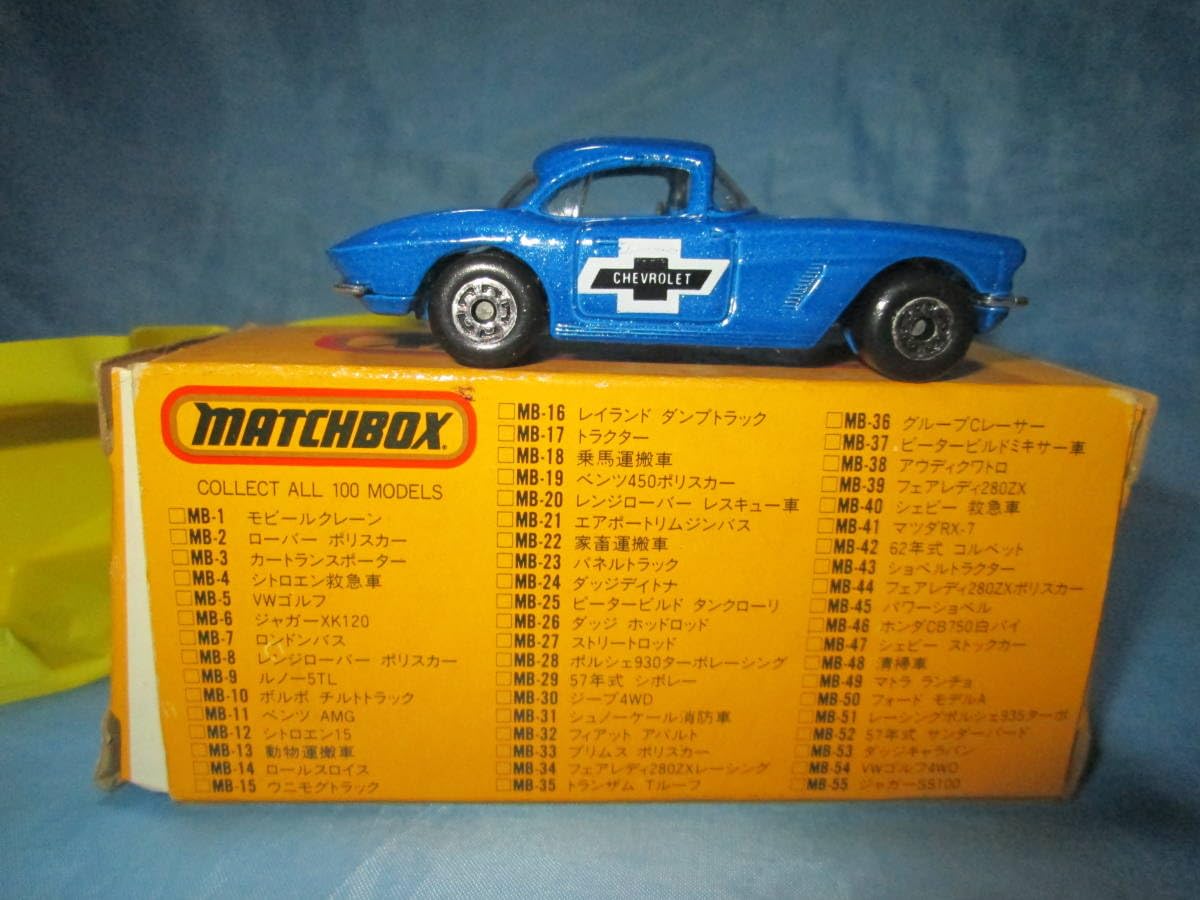 CHEVROLET
MATCHBOX
COLLECT ALL 100 MODELS
MB-1 モビールクレーン
MB-2 ローバー ポリスカー
MB-3 カートランスポーター
MB-4 シトロエン救急車
MB-5 VWゴルフ
MB-6 ジャガーXK120
MB-7 ロンドンバス
MB-8 レンジローバー ポリスカー
MB-9 ルノー5TL
MB-10 ボルボ チルトトラック
MB-11 ベンツ AMG
MB-12 シトロエン15
MB-13 動物運搬車
MB-14 ロールスロイス
MB-15 ウニモグトラック
MB-16 レイランド ダンプトラック
MB-17 トラクター
MB-18 乗馬運搬車
MB-19 ベンツ450ポリスカー
MB-20 レンジローバー レスキュー車
MB-21 エアポートリムジンバス
MB-22 家畜運搬車
MB-23 パネルトラック
MB-24 ダッジデイトナ
MB-25 ピータービルド タンクローリ
MB-26 ダッジ ホッドロッド
MB-27 ストリートロッド
MB-28 ポルシェ930ターボレーシング
MB-29 57年式 シボレー
MB-30 ジープ4WD
MB-31 シュノーケール消防車
MB-32 フィアット アバルト
MB-33 プリムス ポリスカー
MB-34 フェアレディ280ZXレーシング
MB-35 トランザム Tルーフ
MB-36 グループCレーサー
MB-37 ピータービルドミキサー車
MB-38 アウディクワトロ
MB-39 フェアレディ280ZX
MB-40 シェビー 救急車
MB-41 マツダRX-7
MB-42 62年式 コルベット
MB-43 ショベルトラクター
MB-44 フェアレディ280ZXポリスカー
MB-45 パワーショベル
MB-46 ホンダCB750白バイ
MB-47 シェビー ストックカー
MB-48 清掃車
MB-49 マトラ ランチョ
MB-50 フォード モデルA
MB-51 レーシングポルシェ935ターボ
MB-52 57年式 サンダーバード
MB-53 ダッジキャラバン
MB-54 VWゴルフ4WD
MB-55 ジャガーSS100